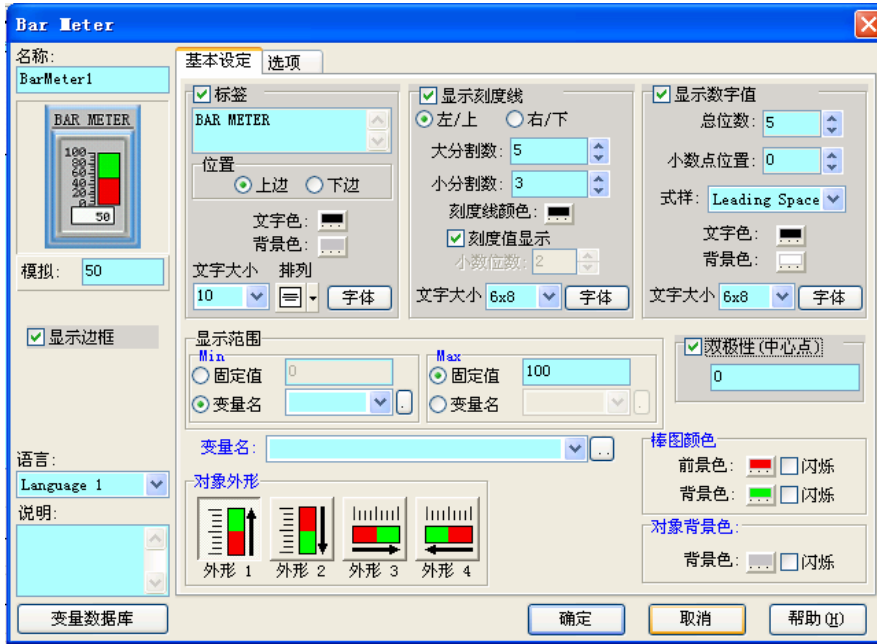 Bar Meter
名称:
BarMeter1
BAR METER
100
80
60
40
20
0
50
模拟: 50
显示边框
语言:
Language 1
说明:
变量数据库
基本设定 选项
标签
BAR METER
位置
上边 下边
文字色:
背景色:
文字大小 排列
10 字体
显示刻度线
左/上 右/下
大分割数: 5
小分割数: 3
刻度线颜色:
刻度值显示
小数位数: 2
文字大小 6x8 字体
显示数字值
总位数: 5
小数点位置: 0
式样: Leading Space
文字色:
背景色:
文字大小 6x8 字体
显示范围
Min
固定值 0
变量名 .
Max
固定值 100
变量名 .
双极性(中心点)
0
变量名: ..
对象外形
外形 1 外形 2 外形 3 外形 4
棒图颜色
前景色: ... 闪烁
背景色: ... 闪烁
对象背景色:
背景色: ... 闪烁
确定 取消 帮助(H)